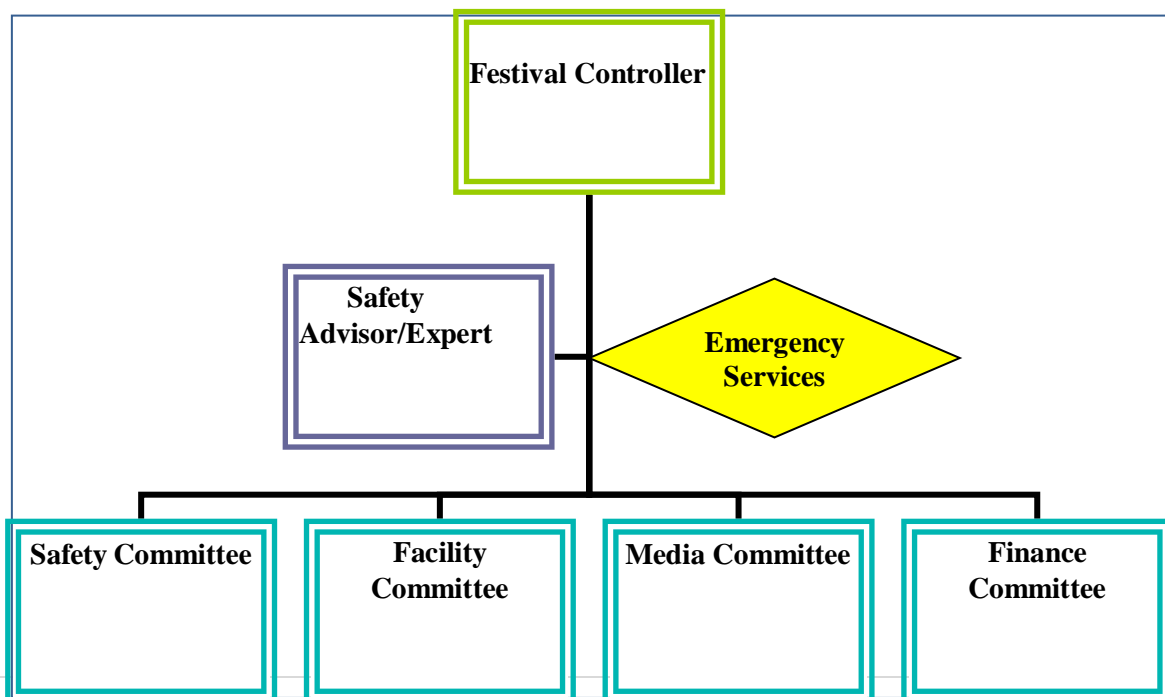 Festival Controller
Safety
Advisor/Expert
Emergency
Services
Safety Committee
Facility
Committee
Media Committee
Finance
Committee